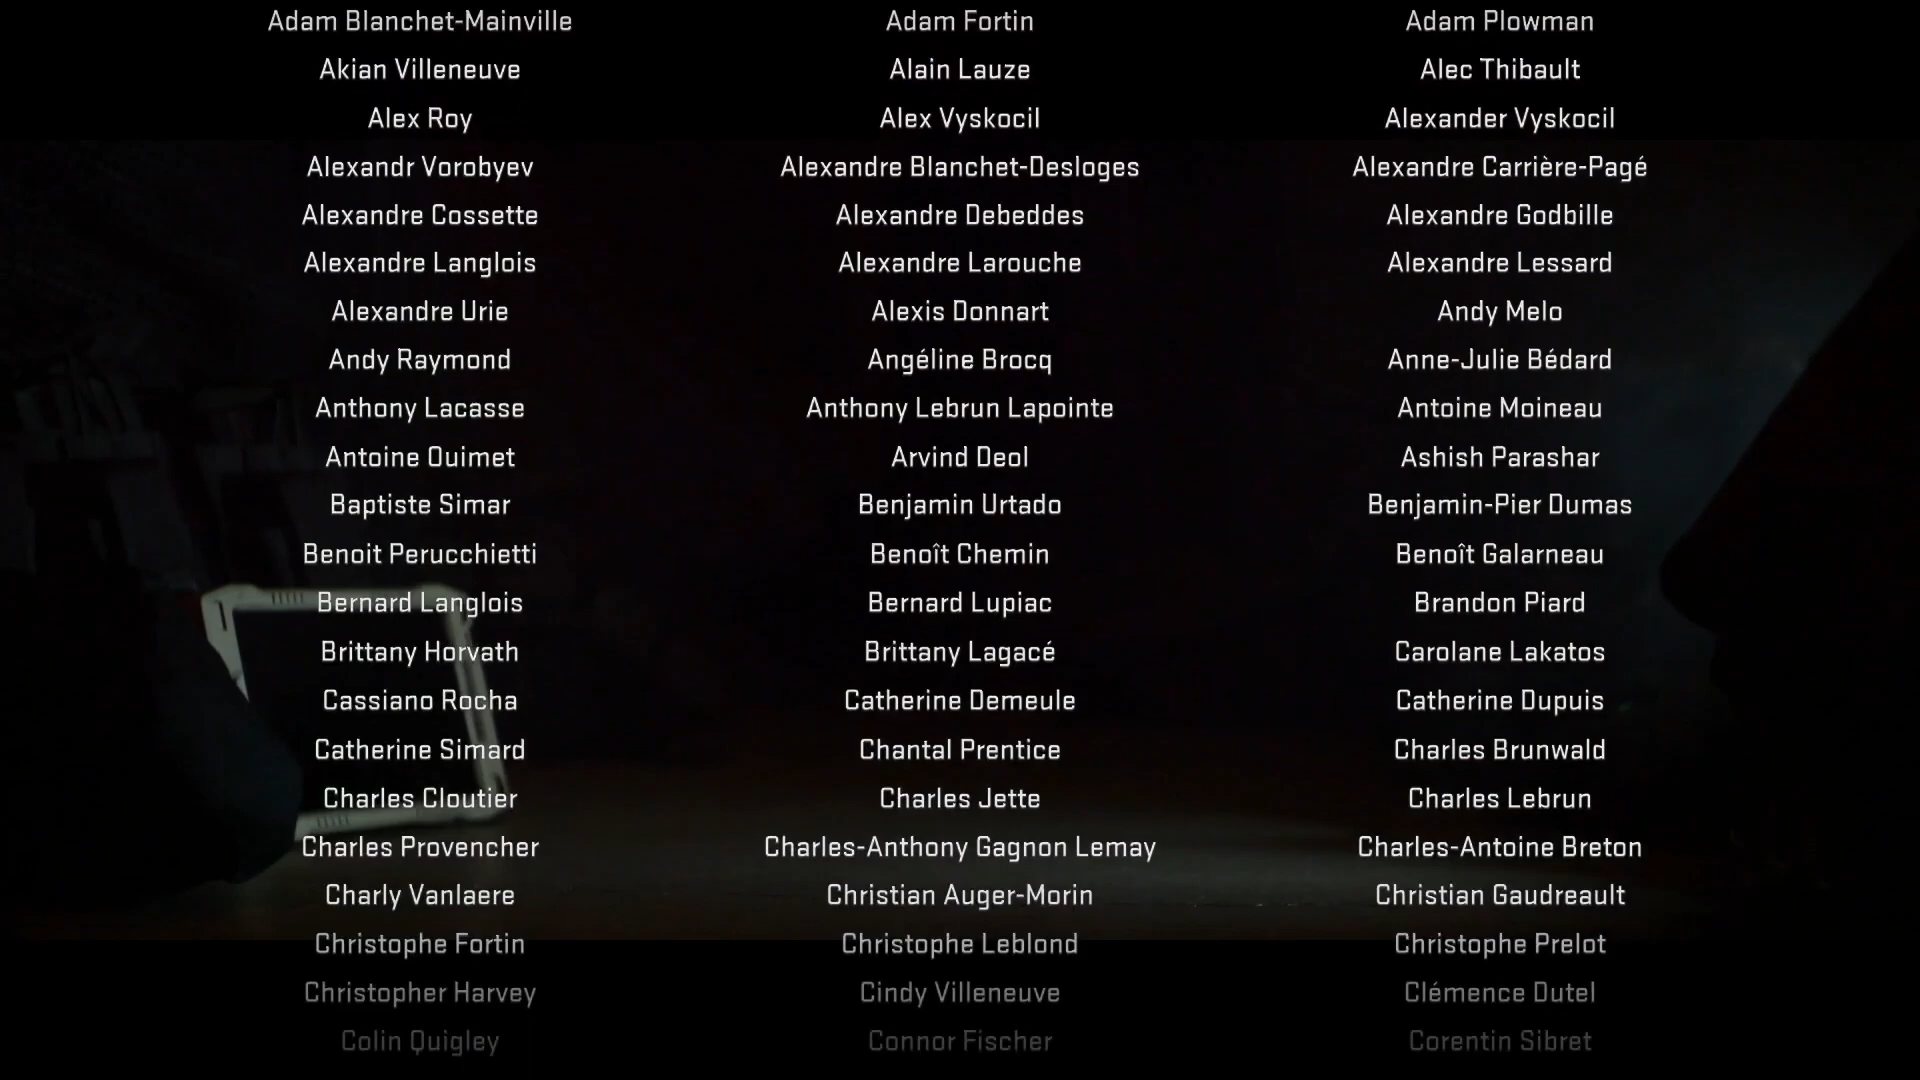 Adam Blanchet-Mainville Adam Fortin Adam Plowman
Akian Villeneuve Alain Lauze Alec Thibault
Alex Roy Alex Vyskocil Alexander Vyskocil
Alexandr Vorobyev Alexandre Blanchet-Desloges Alexandre Carrière-Pagé
Alexandre Cossette Alexandre Debeddes Alexandre Godbille
Alexandre Langlois Alexandre Larouche Alexandre Lessard
Alexandre Urie Alexis Donnart Andy Melo
Andy Raymond Angéline Brocq Anne-Julie Bédard
Anthony Lacasse Anthony Lebrun Lapointe Antoine Moineau
Antoine Ouimet Arvind Deol Ashish Parashar
Baptiste Simar Benjamin Urtado Benjamin-Pier Dumas
Benoit Perucchietti Benoît Chemin Benoît Galarneau
Bernard Langlois Bernard Lupiac Brandon Piard
Brittany Horvath Brittany Lagacé Carolane Lakatos
Cassiano Rocha Catherine Demeule Catherine Dupuis
Catherine Simard Chantal Prentice Charles Brunwald
Charles Cloutier Charles Jette Charles Lebrun
Charles Provencher Charles-Anthony Gagnon Lemay Charles-Antoine Breton
Charly Vanlaere Christian Auger-Morin Christian Gaudreault
Christophe Fortin Christophe Leblond Christophe Prelot
Christopher Harvey Cindy Villeneuve Clémence Dutel
Colin Quigley Connor Fischer Corentin Sibret